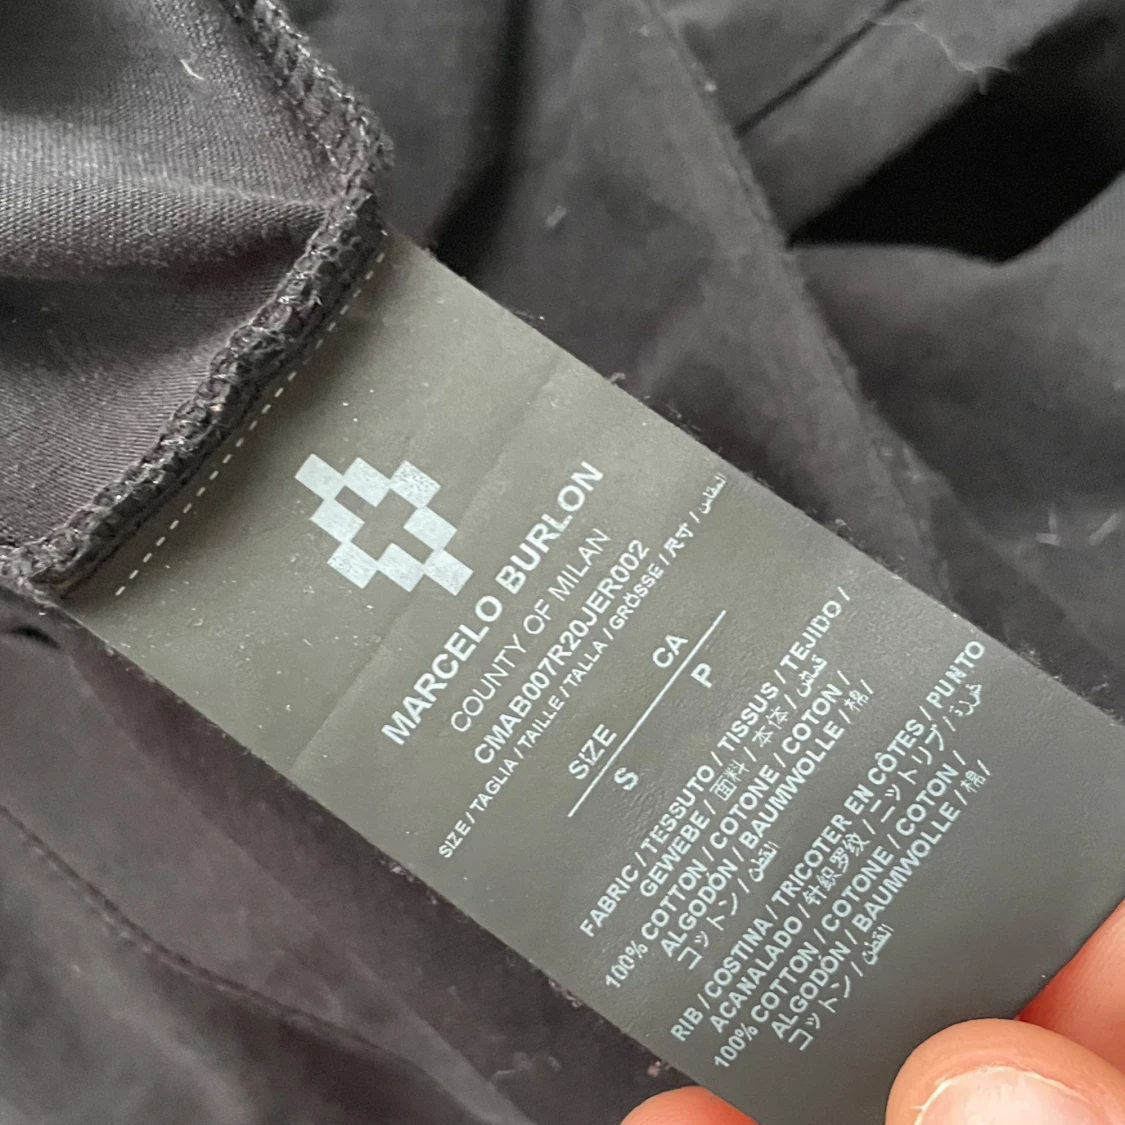 MARCELO BURLON
COUNTY OF MILAN
CMAB007R20JER002
SIZE / TAGLIA / TAILLE / TALLA / GRÖSSE / 尺寸 / المقاس
SIZE CA
S P
FABRIC / TESSUTO / TISSUS / TEJIDO /
GEWEBE / 面料 / 本体 / قماش /
100% COTTON / COTONE / COTON /
ALGODÓN / BAUMWOLLE / 棉 /
コットン / القطن /
RIB / COSTINA / TRICOTER EN CÔTES / PUNTO
ACANALADO / 针织罗纹 / ニットリブ / غرزة /
100% COTTON / COTONE / COTON /
ALGODÓN / BAUMWOLLE / 棉 /
コットン / القطن /